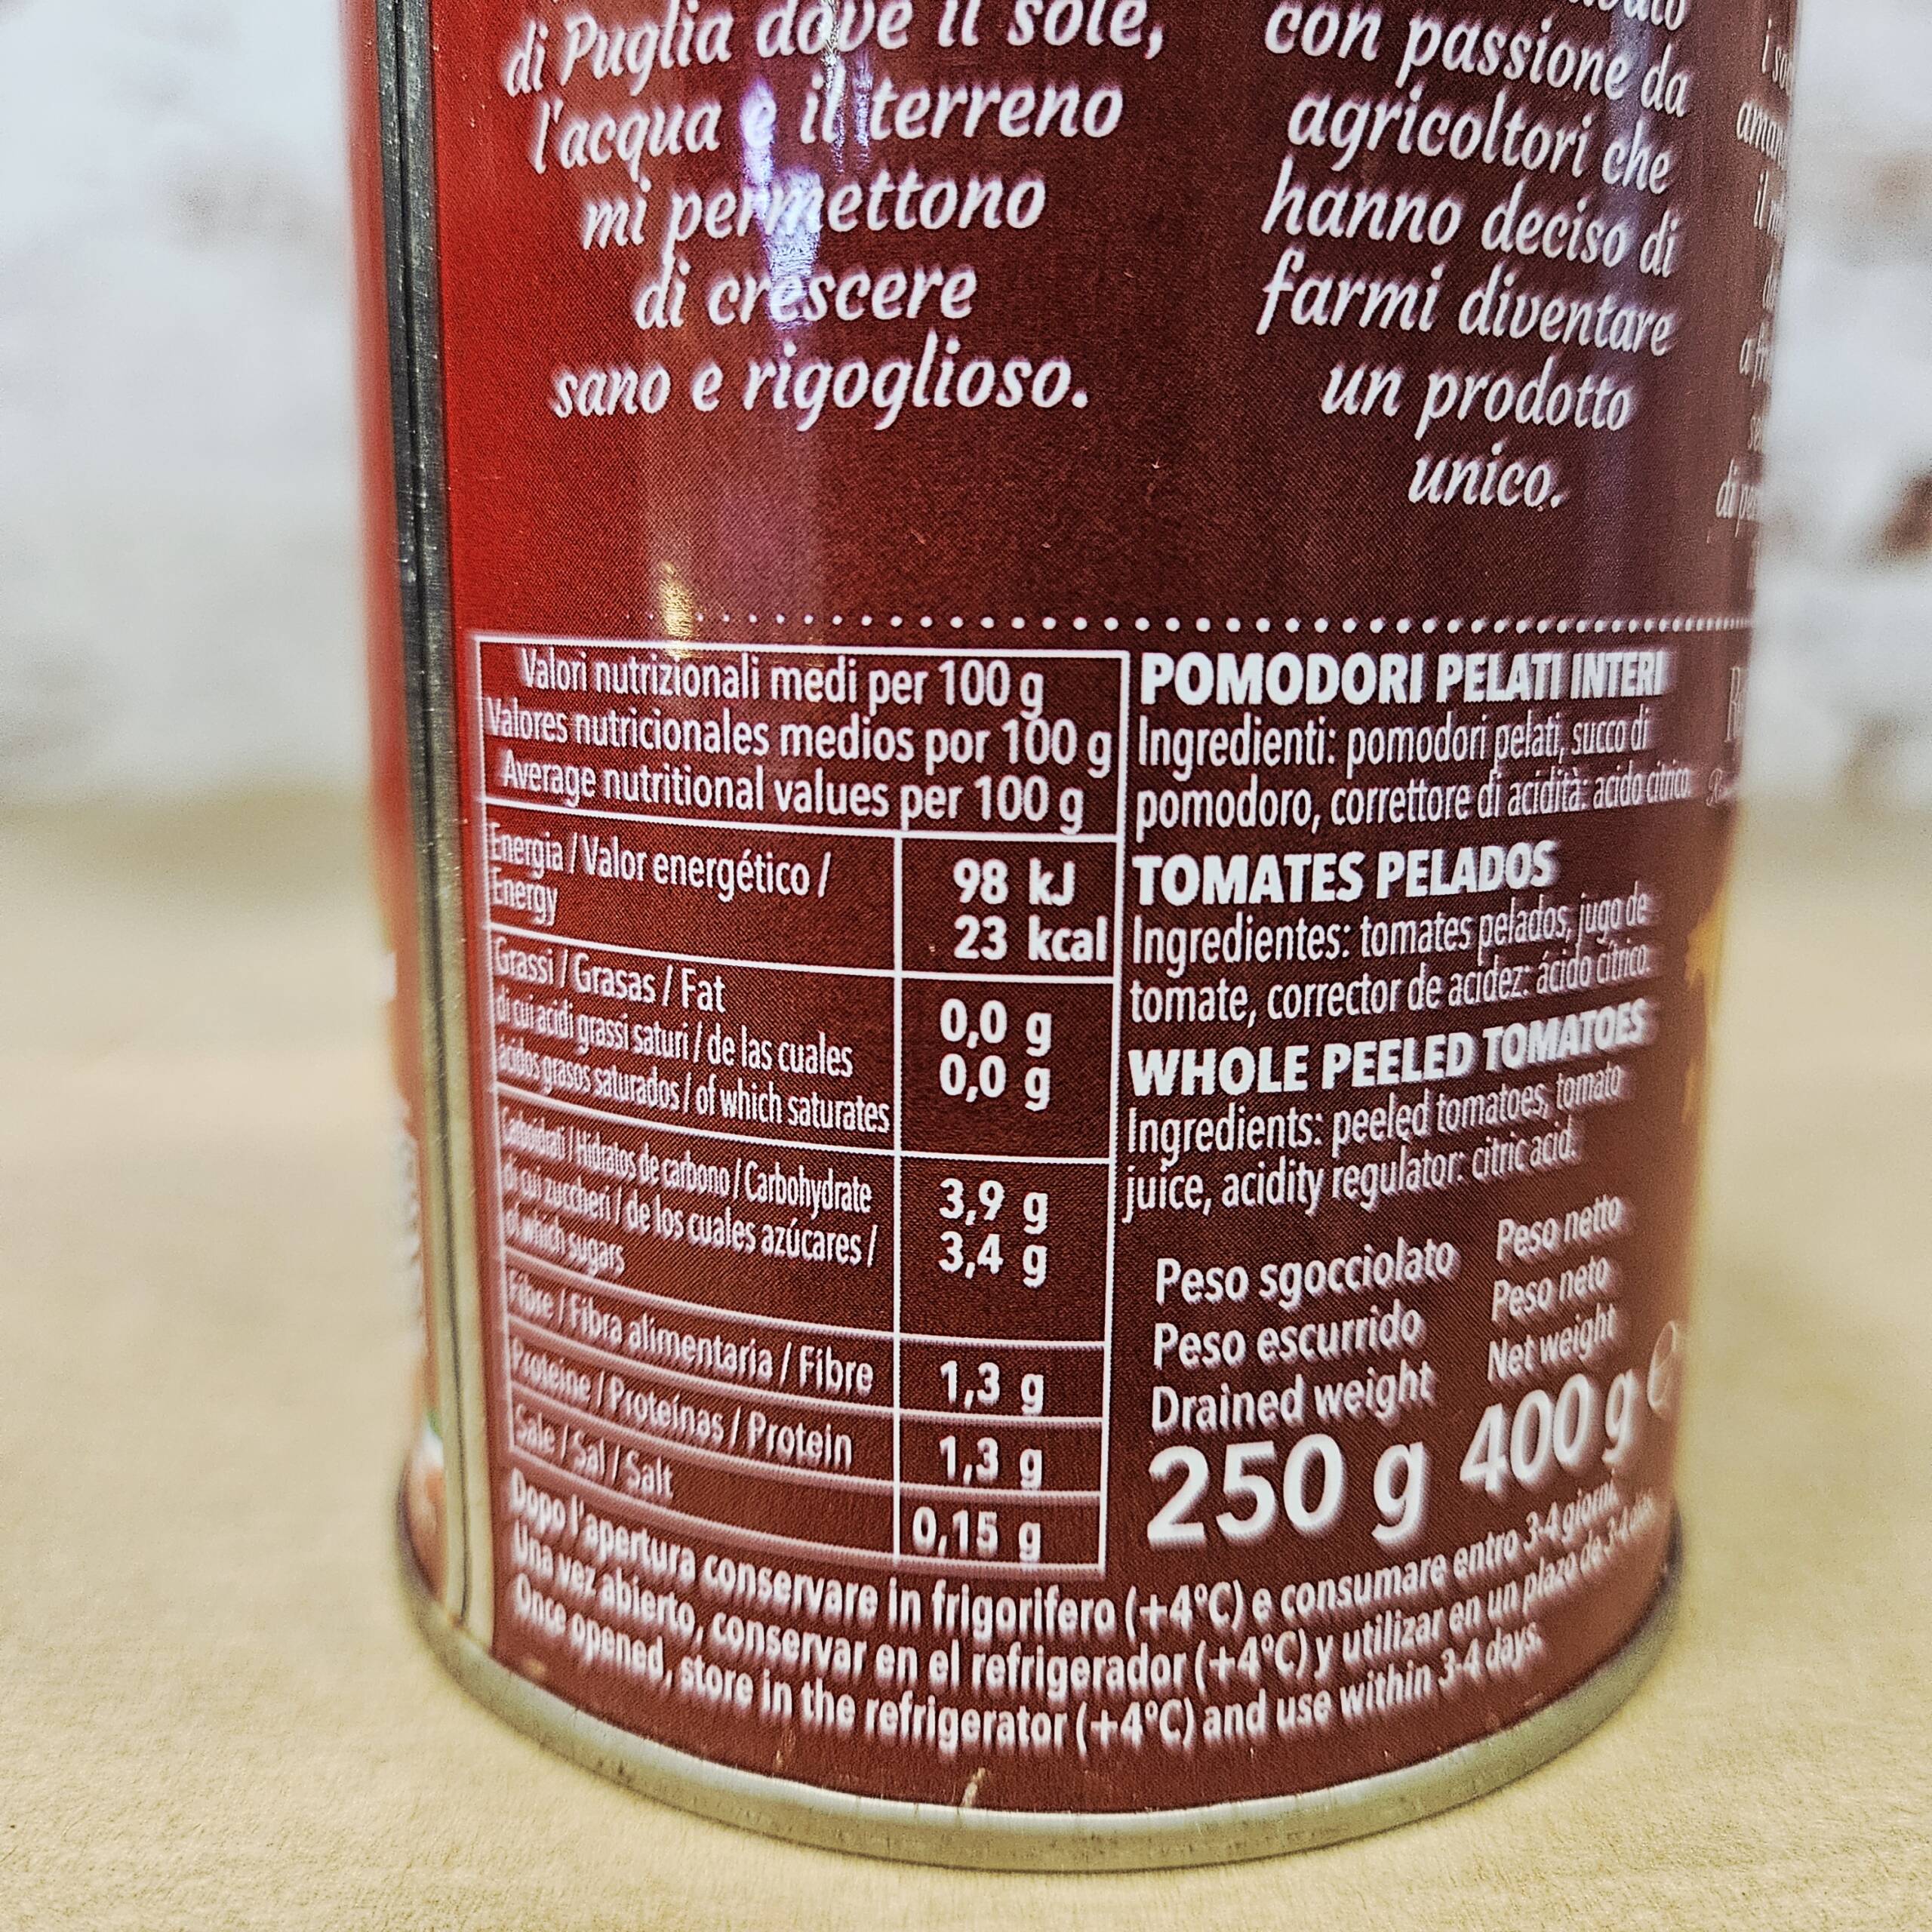 di Puglia dove il sole,
l'acqua e il terreno
mi permettono
di crescere
sano e rigoglioso.
con passione da
agricoltori che
hanno deciso di
farmi diventare
un prodotto
unico.
Valori nutrizionali medi per 100 g
Valores nutricionales medios por 100 g
Average nutritional values per 100 g
Energia / Valor energético /
Energy
98 kJ
23 kcal
Grassi / Grasas / Fat
0,0 g
di cui acidi grassi saturi / de las cuales
ácidos grasos saturados / of which saturates
0,0 g
Carboidrati / Hidratos de carbono / Carbohydrate
3,9 g
di cui zuccheri / de los cuales azúcares /
of which sugars
3,4 g
Fibre / Fibra alimentaria / Fibre
1,3 g
Proteine / Proteínas / Protein
1,3 g
Sale / Sal / Salt
0,15 g
POMODORI PELATI INTERI
Ingredienti: pomodori pelati, succo di
pomodoro, correttore di acidità: acido citrico.
TOMATES PELADOS
Ingredientes: tomates pelados, jugo de
tomate, corrector de acidez: ácido cítrico.
WHOLE PEELED TOMATOES
Ingredients: peeled tomatoes, tomato
juice, acidity regulator: citric acid.
Peso sgocciolato
Peso escurrido
Drained weight
250 g
Peso netto
Peso neto
Net weight
400 g ℮
Dopo l'apertura conservare in frigorifero (+4°C) e consumare entro 3-4 giorni.
Una vez abierto, conservar en el refrigerador (+4°C) y utilizar en un plazo de 3-4 días.
Once opened, store in the refrigerator (+4°C) and use within 3-4 days.